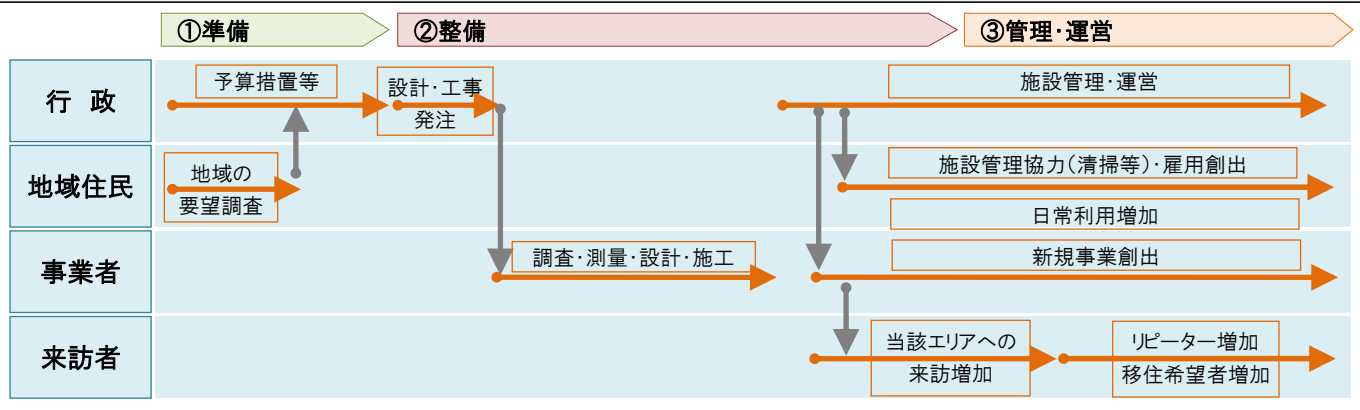 ①準備
②整備
③管理・運営
行 政
予算措置等
設計・工事
発注
施設管理・運営
地域住民
地域の
要望調査
施設管理協力(清掃等)・雇用創出
日常利用増加
事業者
調査・測量・設計・施工
新規事業創出
来訪者
当該エリアへの
来訪増加
リピーター増加
移住希望者増加